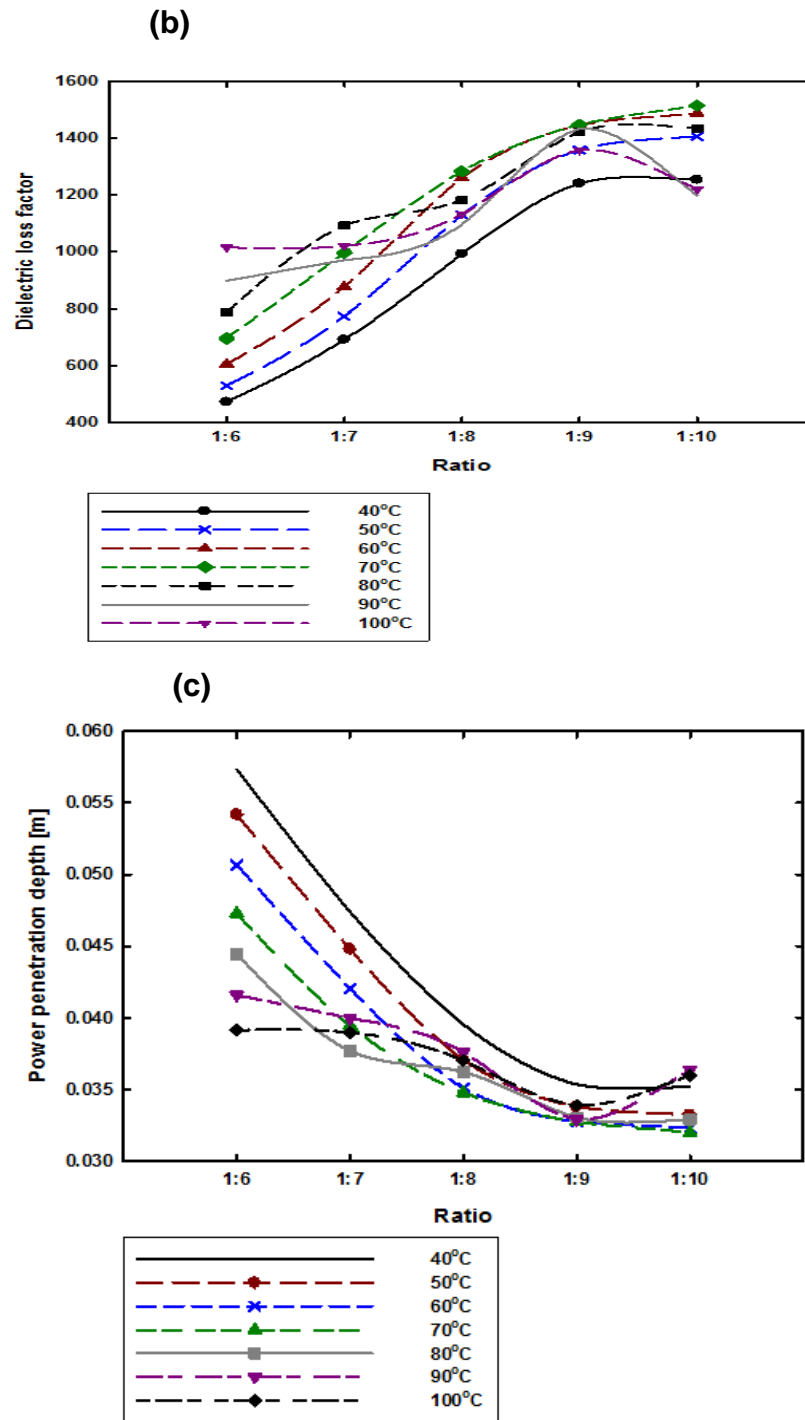 (b)
1600
1400
1200
1000
800
600
400
Dielectric loss factor
1:6 1:7 1:8 1:9 1:10
Ratio
40°C
50°C
60°C
70°C
80°C
90°C
100°C
(c)
0.060
0.055
0.050
0.045
0.040
0.035
0.030
Power penetration depth [m]
1:6 1:7 1:8 1:9 1:10
Ratio
40°C
50°C
60°C
70°C
80°C
90°C
100°C